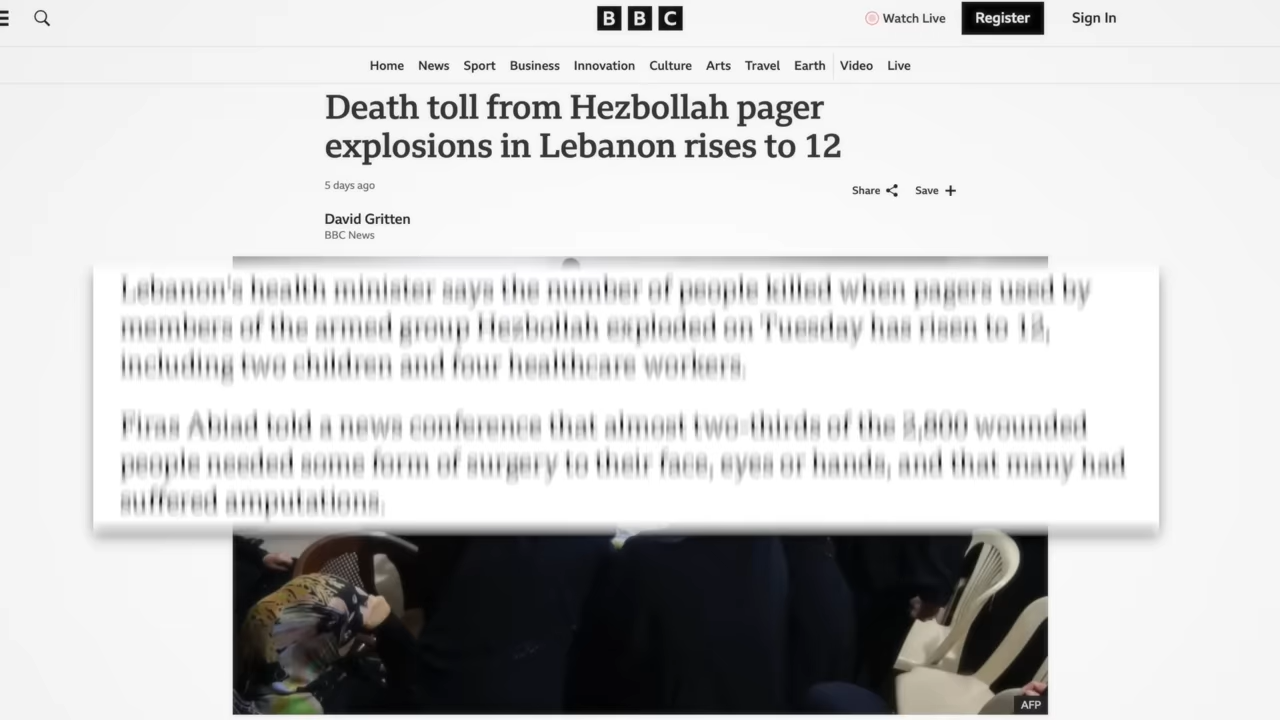 BBC
Watch Live
Register
Sign In
Home News Sport Business Innovation Culture Arts Travel Earth Video Live
Death toll from Hezbollah pager
explosions in Lebanon rises to 12
5 days ago
Share
Save
David Gritten
BBC News
Lebanon's health minister says the number of people killed when pagers used by
members of the armed group Hezbollah exploded on Tuesday has risen to
including two children and four healthcare workers.
Firas Abiad told a news conference that almost two-thirds of the wounded
people needed some form of surgery to their face, eyes or hands, and that many had
suffered amputations.
AFP